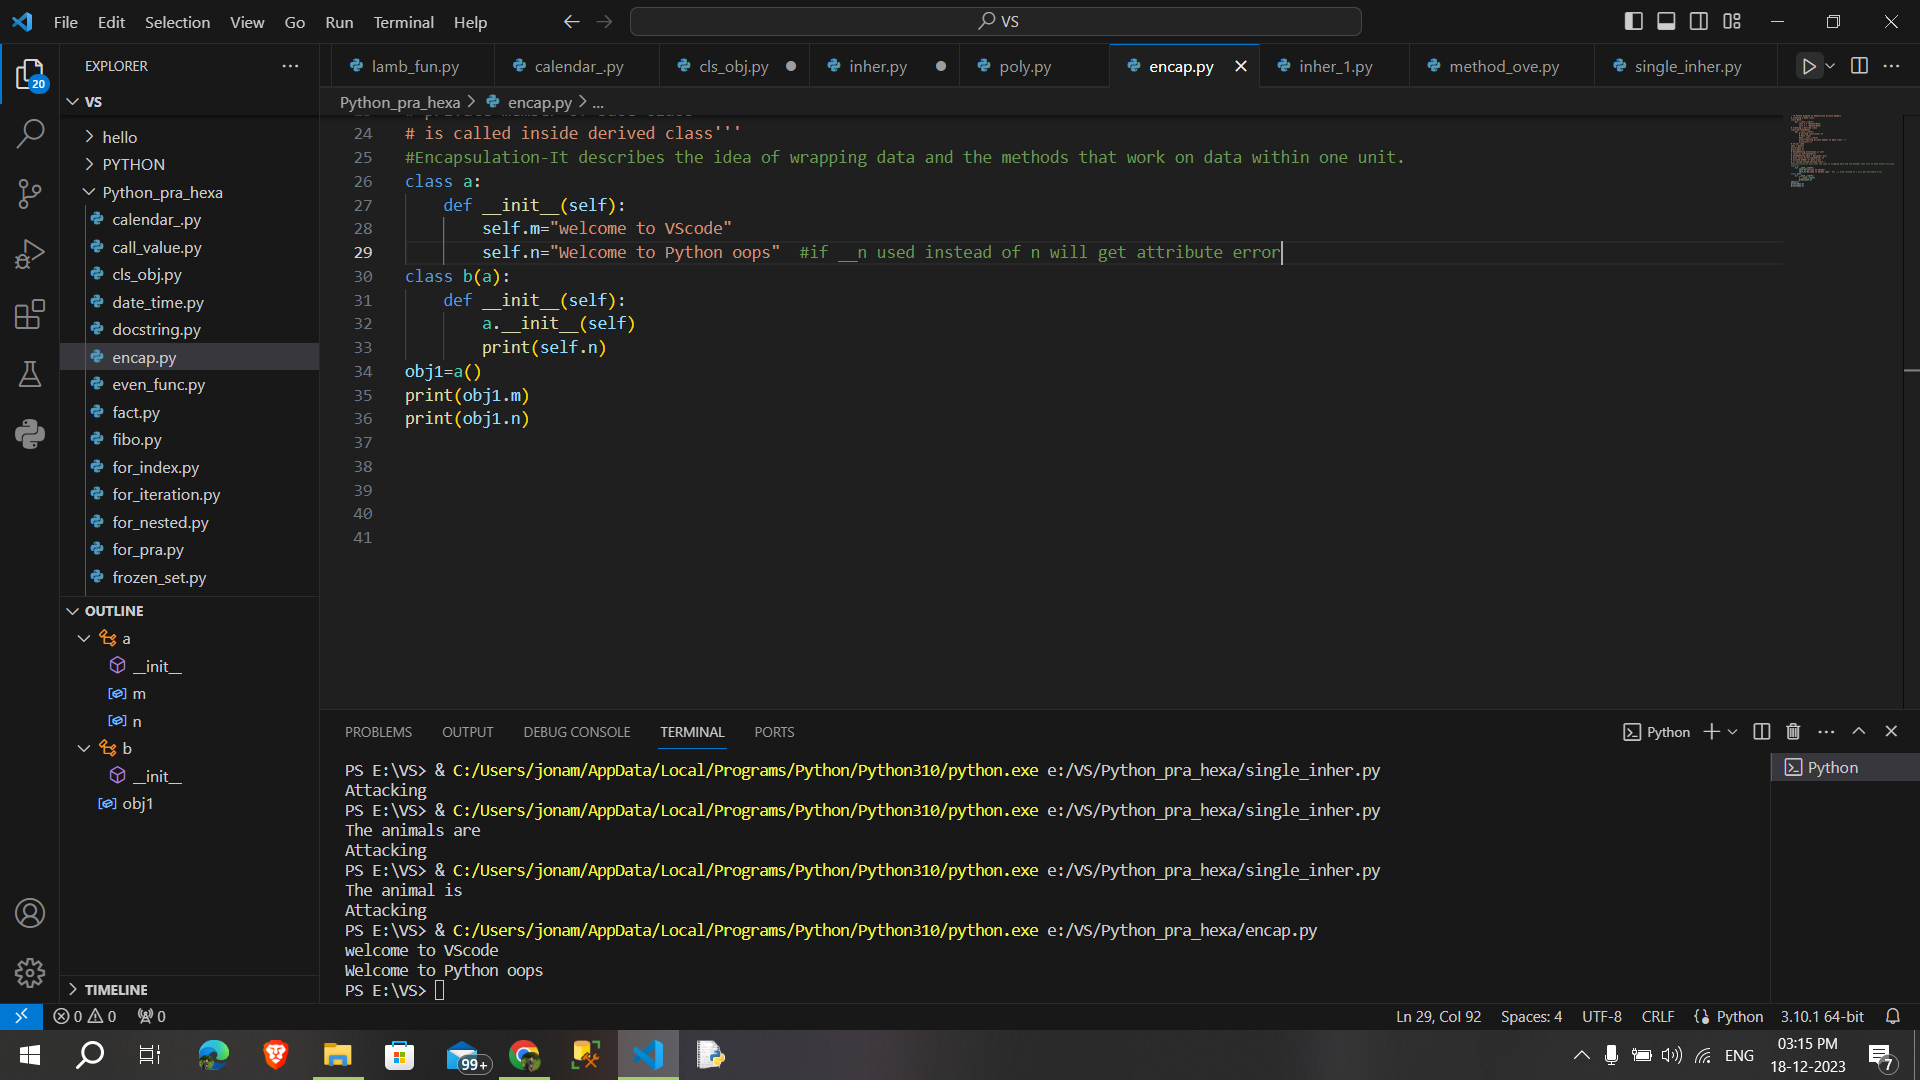 File Edit Selection View Go Run Terminal Help
VS
EXPLORER
VS
hello
PYTHON
Python_pra_hexa
calendar_.py
call_value.py
cls_obj.py
date_time.py
docstring.py
encap.py
even_func.py
fact.py
fibo.py
for_index.py
for_iteration.py
for_nested.py
for_pra.py
frozen_set.py
OUTLINE
a
__init__
m
n
b
__init__
obj1
TIMELINE
20
lamb_fun.py calendar_.py cls_obj.py inher.py poly.py encap.py inher_1.py method_ove.py single_inher.py
Python_pra_hexa > encap.py > ...
24 # is called inside derived class'''
25 #Encapsulation-It describes the idea of wrapping data and the methods that work on data within one unit.
26 class a:
27 def __init__(self):
28 self.m="welcome to VScode"
29 self.n="Welcome to Python oops" #if __n used instead of n will get attribute error
30 class b(a):
31 def __init__(self):
32 a.__init__(self)
33 print(self.n)
34 obj1=a()
35 print(obj1.m)
36 print(obj1.n)
37
38
39
40
41
PROBLEMS OUTPUT DEBUG CONSOLE TERMINAL PORTS
Python
Python
PS E:\VS> & C:/Users/jonam/AppData/Local/Programs/Python/Python310/python.exe e:/VS/Python_pra_hexa/single_inher.py
Attacking
PS E:\VS> & C:/Users/jonam/AppData/Local/Programs/Python/Python310/python.exe e:/VS/Python_pra_hexa/single_inher.py
The animals are
Attacking
PS E:\VS> & C:/Users/jonam/AppData/Local/Programs/Python/Python310/python.exe e:/VS/Python_pra_hexa/single_inher.py
The animal is
Attacking
PS E:\VS> & C:/Users/jonam/AppData/Local/Programs/Python/Python310/python.exe e:/VS/Python_pra_hexa/encap.py
welcome to VScode
Welcome to Python oops
PS E:\VS>
0 0 0
Ln 29, Col 92 Spaces: 4 UTF-8 CRLF Python 3.10.1 64-bit
99+
ENG
03:15 PM
18-12-2023
7